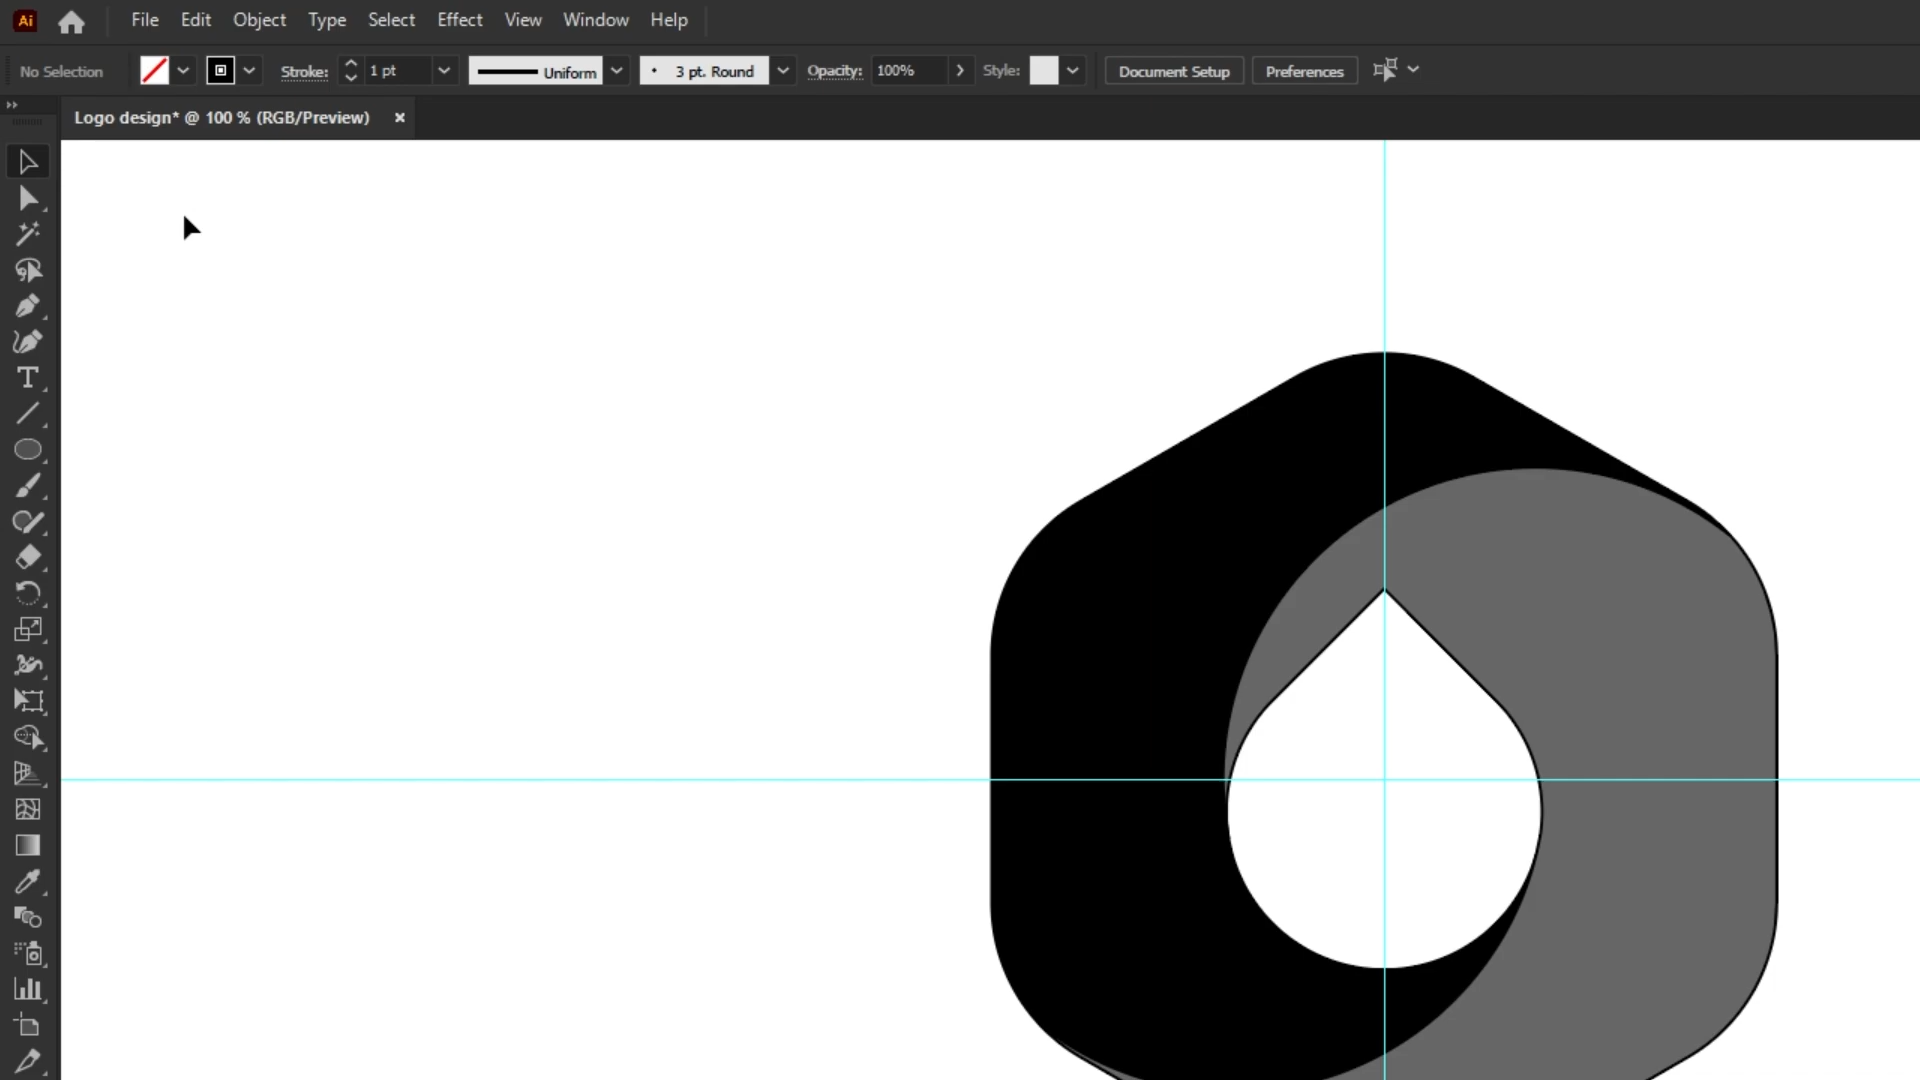 Ai File Edit Object Type Select Effect View Window Help
No Selection Stroke: 1 pt Uniform 3 pt. Round Opacity: 100% Style: Document Setup Preferences
Logo design* @ 100 % (RGB/Preview) ×